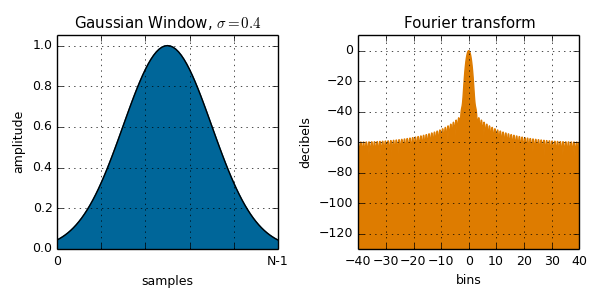 Gaussian Window, σ=0.4
amplitude
1.0
0.8
0.6
0.4
0.2
0.0
0 N-1
samples
Fourier transform
decibels
0
−20
−40
−60
−80
−100
−120
−40 −30 −20 −10 0 10 20 30 40
bins